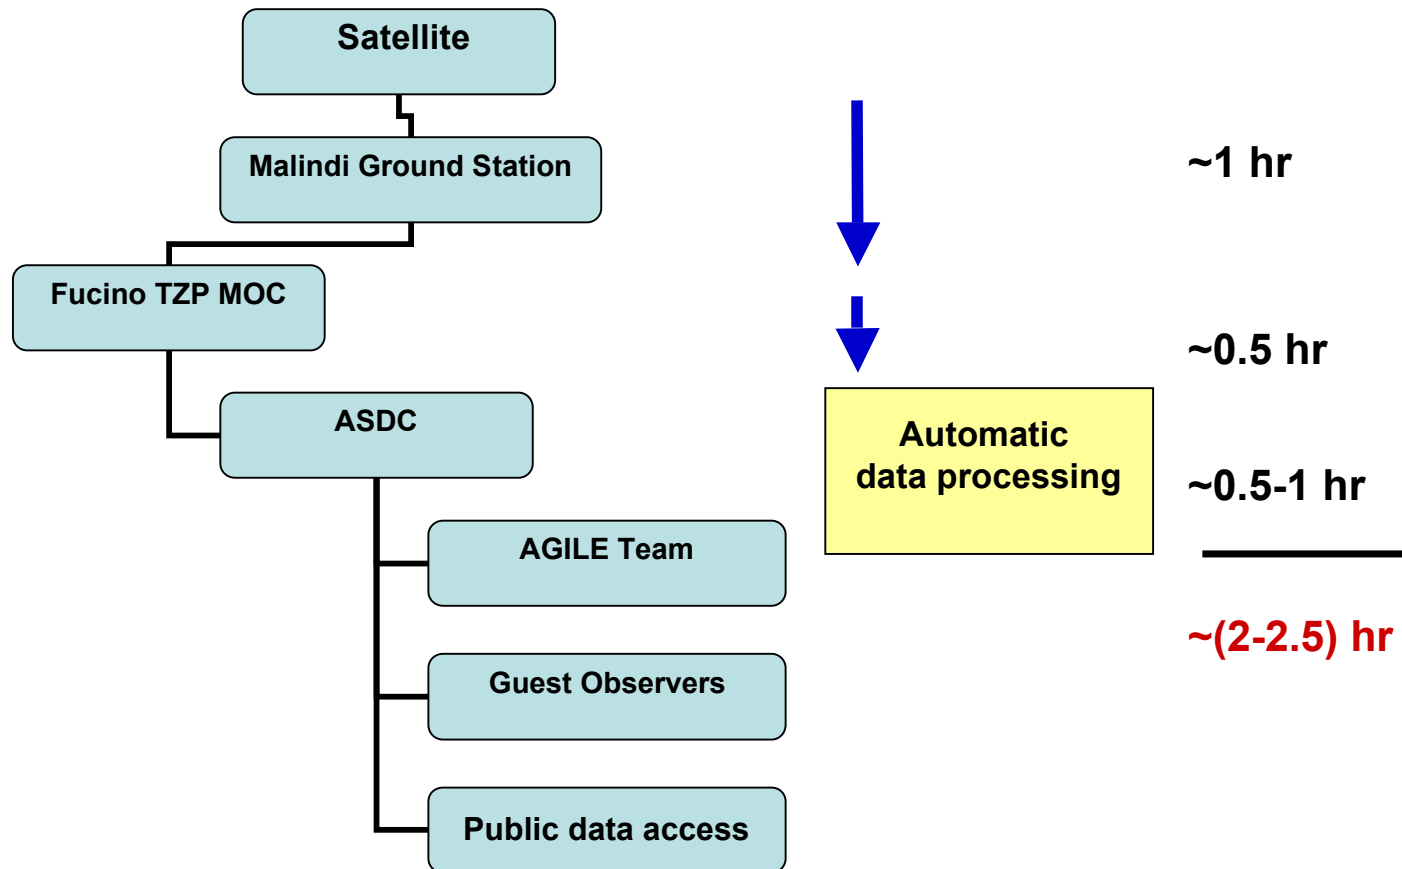 Satellite
Malindi Ground Station
~1 hr
Fucino TZP MOC
~0.5 hr
ASDC
Automatic
data processing
~0.5-1 hr
AGILE Team
~(2-2.5) hr
Guest Observers
Public data access